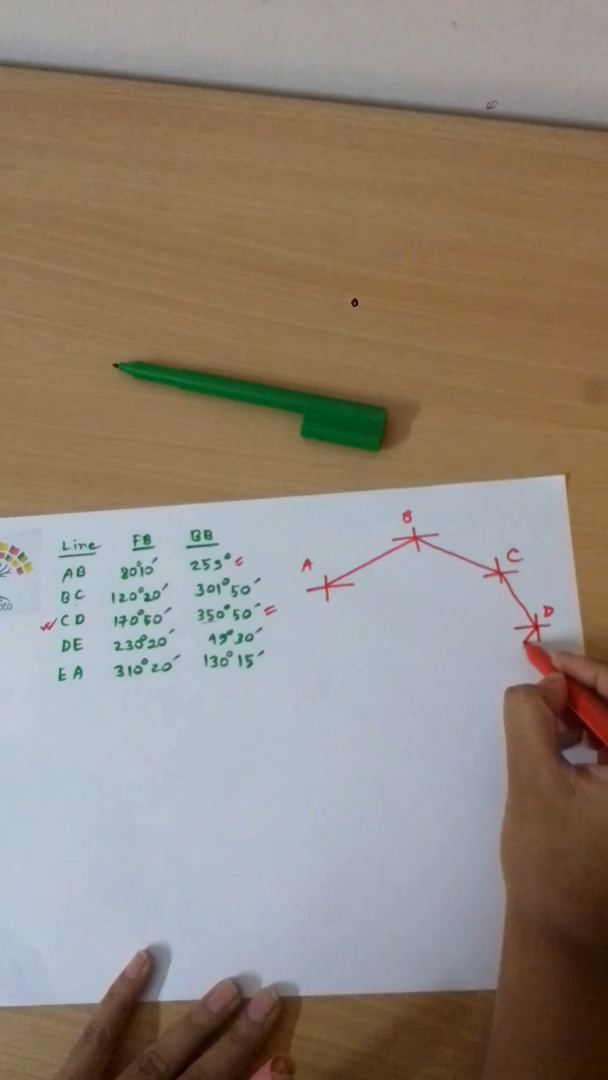 Line FB BB
AB 80°10′ 259°
BC 120°20′ 301°50′
CD 170°50′ 350°50′
DE 230°20′ 49°30′
EA 310°20′ 130°15′
A
B
C
D